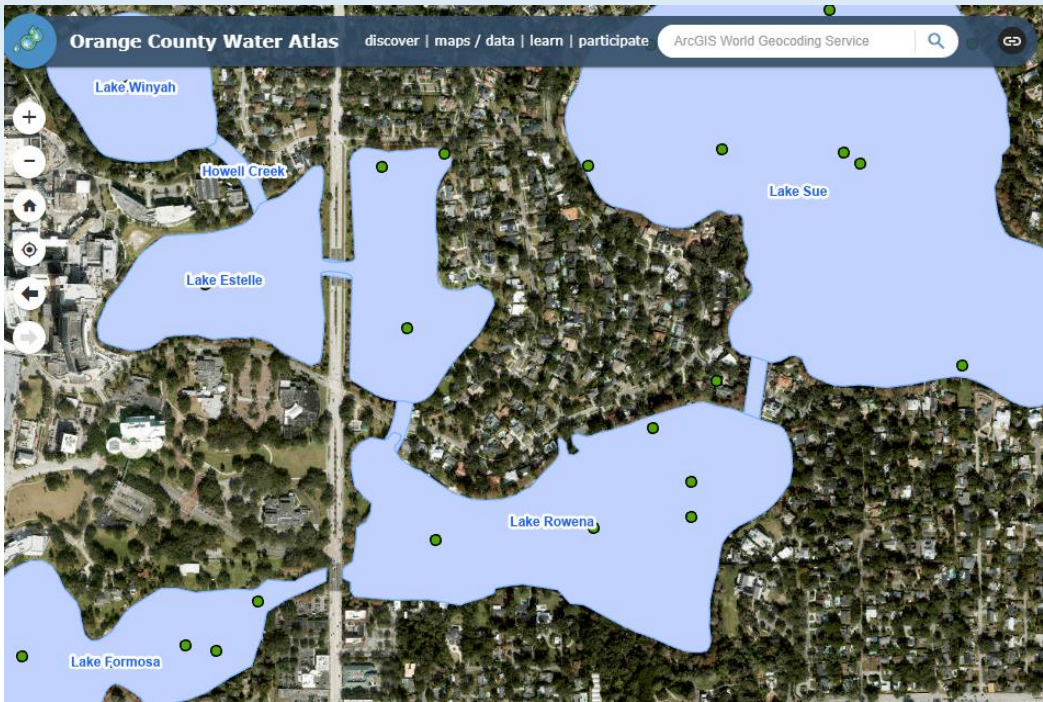 Orange County Water Atlas
discover | maps / data | learn | participate
ArcGIS World Geocoding Service
Lake Winyah
Howell Creek
Lake Sue
Lake Estelle
Lake Rowena
Lake Formosa